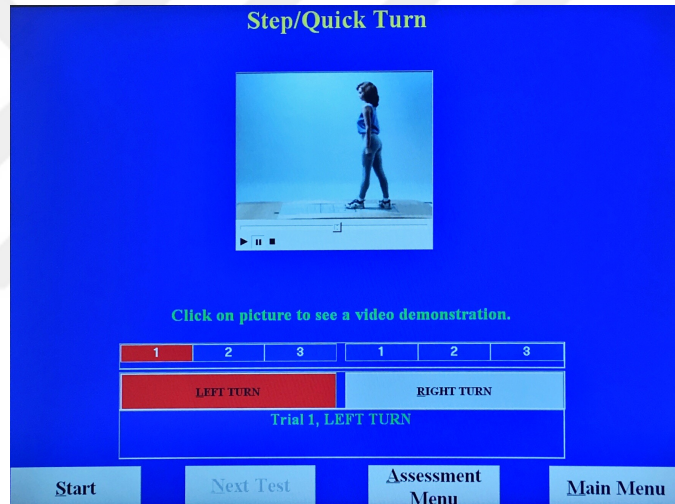 Step/Quick Turn
Click on picture to see a video demonstration.
1 2 3 1 2 3
LEFT TURN RIGHT TURN
Trial 1, LEFT TURN
Start Next Test Assessment Menu Main Menu